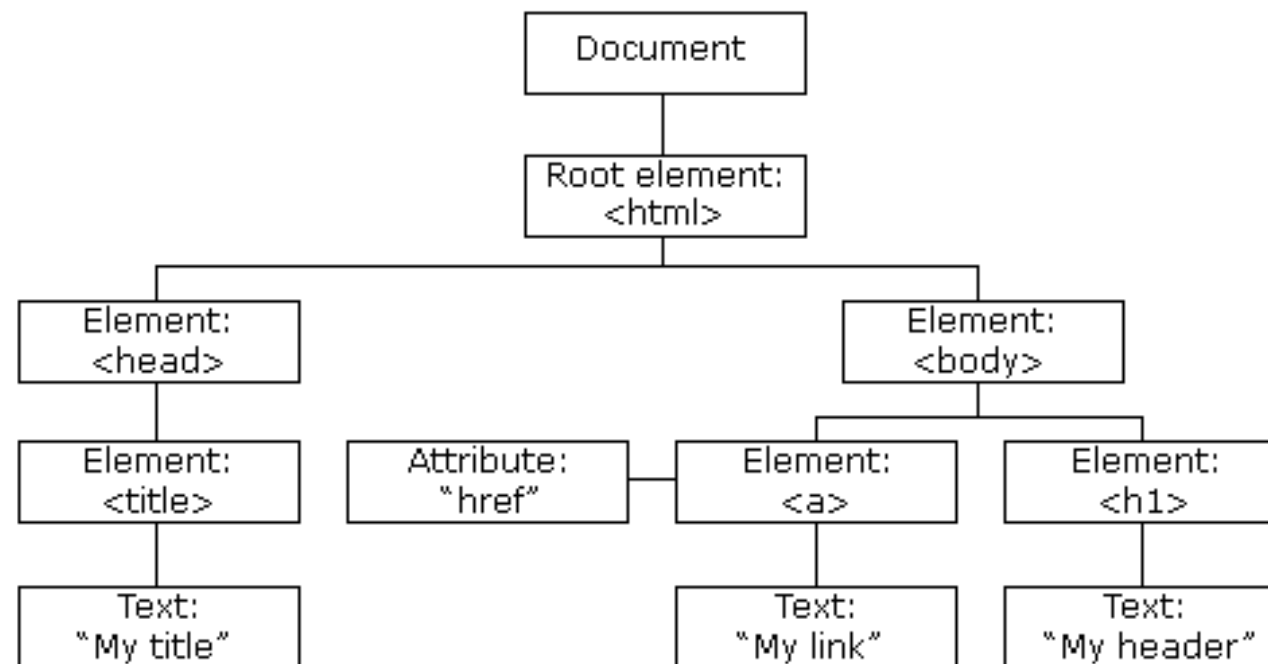 Document
Root element:
<html>
Element:
<head>
Element:
<body>
Element:
<title>
Attribute:
“href”
Element:
<a>
Element:
<h1>
Text:
“My title”
Text:
“My link”
Text:
“My header”